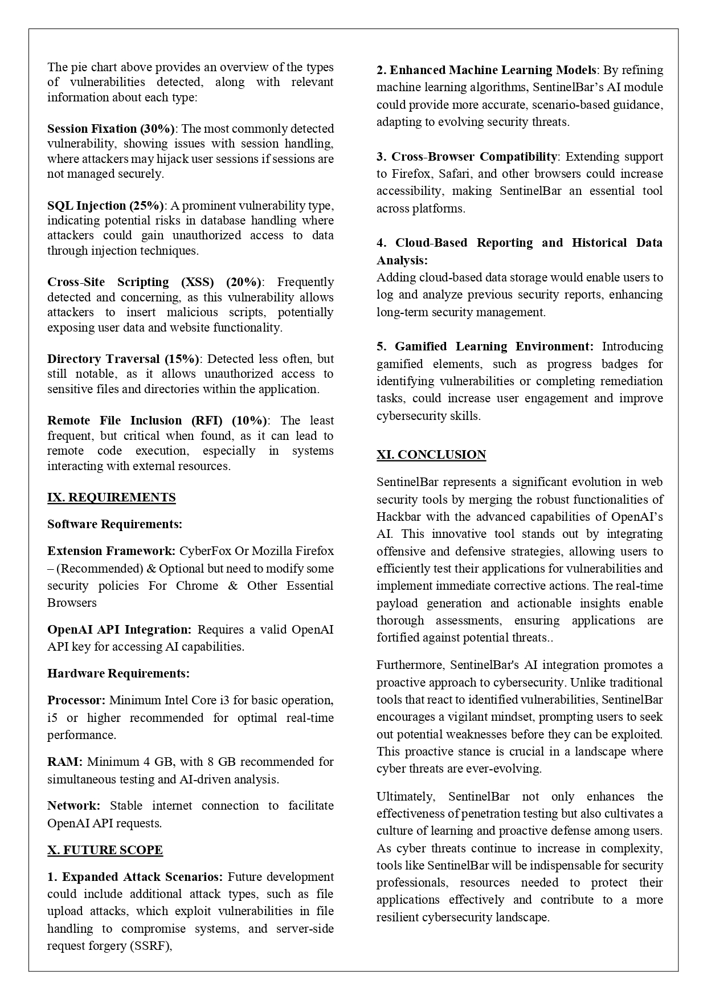 The pie chart above provides an overview of the types
of vulnerabilities detected, along with relevant
information about each type:
Session Fixation (30%): The most commonly detected
vulnerability, showing issues with session handling,
where attackers may hijack user sessions if sessions are
not managed securely.
SQL Injection (25%): A prominent vulnerability type,
indicating potential risks in database handling where
attackers could gain unauthorized access to data
through injection techniques.
Cross-Site Scripting (XSS) (20%): Frequently
detected and concerning, as this vulnerability allows
attackers to insert malicious scripts, potentially
exposing user data and website functionality.
Directory Traversal (15%): Detected less often, but
still notable, as it allows unauthorized access to
sensitive files and directories within the application.
Remote File Inclusion (RFI) (10%): The least
frequent, but critical when found, as it can lead to
remote code execution, especially in systems
interacting with external resources.
IX. REQUIREMENTS
Software Requirements:
Extension Framework: CyberFox Or Mozilla Firefox
– (Recommended) & Optional but need to modify some
security policies For Chrome & Other Essential
Browsers
OpenAI API Integration: Requires a valid OpenAI
API key for accessing AI capabilities.
Hardware Requirements:
Processor: Minimum Intel Core i3 for basic operation,
i5 or higher recommended for optimal real-time
performance.
RAM: Minimum 4 GB, with 8 GB recommended for
simultaneous testing and AI-driven analysis.
Network: Stable internet connection to facilitate
OpenAI API requests.
X. FUTURE SCOPE
1. Expanded Attack Scenarios: Future development
could include additional attack types, such as file
upload attacks, which exploit vulnerabilities in file
handling to compromise systems, and server-side
request forgery (SSRF),
2. Enhanced Machine Learning Models: By refining
machine learning algorithms, SentinelBar’s AI module
could provide more accurate, scenario-based guidance,
adapting to evolving security threats.
3. Cross-Browser Compatibility: Extending support
to Firefox, Safari, and other browsers could increase
accessibility, making SentinelBar an essential tool
across platforms.
4. Cloud-Based Reporting and Historical Data
Analysis:
Adding cloud-based data storage would enable users to
log and analyze previous security reports, enhancing
long-term security management.
5. Gamified Learning Environment: Introducing
gamified elements, such as progress badges for
identifying vulnerabilities or completing remediation
tasks, could increase user engagement and improve
cybersecurity skills.
XI. CONCLUSION
SentinelBar represents a significant evolution in web
security tools by merging the robust functionalities of
Hackbar with the advanced capabilities of OpenAI’s
AI. This innovative tool stands out by integrating
offensive and defensive strategies, allowing users to
efficiently test their applications for vulnerabilities and
implement immediate corrective actions. The real-time
payload generation and actionable insights enable
thorough assessments, ensuring applications are
fortified against potential threats..
Furthermore, SentinelBar's AI integration promotes a
proactive approach to cybersecurity. Unlike traditional
tools that react to identified vulnerabilities, SentinelBar
encourages a vigilant mindset, prompting users to seek
out potential weaknesses before they can be exploited.
This proactive stance is crucial in a landscape where
cyber threats are ever-evolving.
Ultimately, SentinelBar not only enhances the
effectiveness of penetration testing but also cultivates a
culture of learning and proactive defense among users.
As cyber threats continue to increase in complexity,
tools like SentinelBar will be indispensable for security
professionals, resources needed to protect their
applications effectively and contribute to a more
resilient cybersecurity landscape.